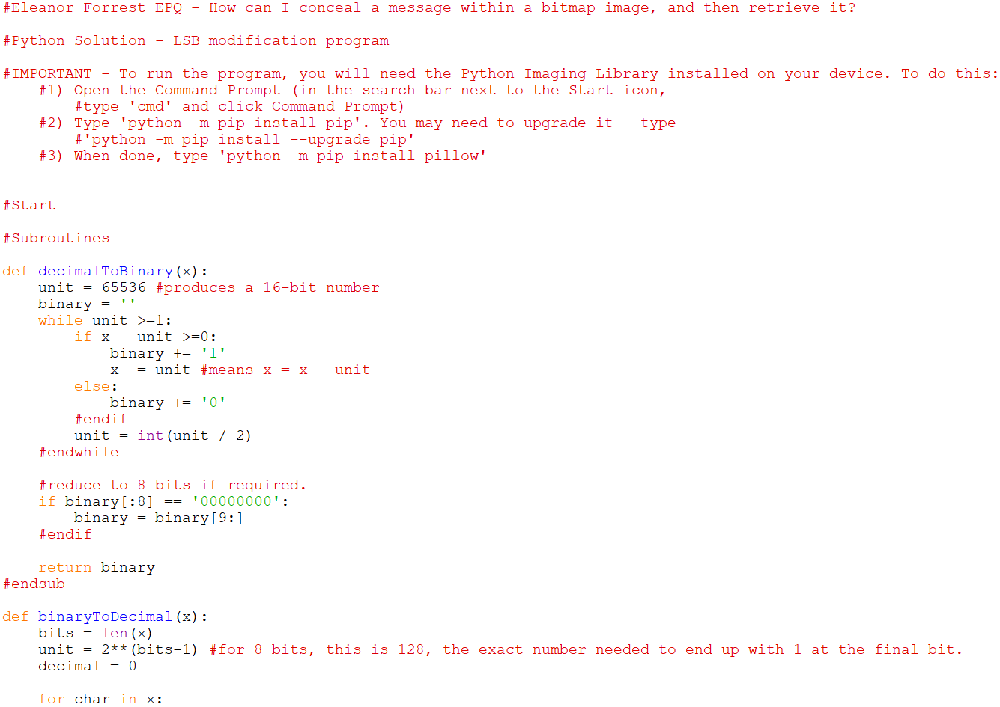 #Eleanor Forrest EPQ - How can I conceal a message within a bitmap image, and then retrieve it?
#Python Solution - LSB modification program
#IMPORTANT - To run the program, you will need the Python Imaging Library installed on your device. To do this:
    #1) Open the Command Prompt (in the search bar next to the Start icon,
        #type 'cmd' and click Command Prompt)
    #2) Type 'python -m pip install pip'. You may need to upgrade it - type
        #'python -m pip install --upgrade pip'
    #3) When done, type 'python -m pip install pillow'
#Start
#Subroutines
def decimalToBinary(x):
    unit = 65536 #produces a 16-bit number
    binary = ''
    while unit >=1:
        if x - unit >=0:
            binary += '1'
            x -= unit #means x = x - unit
        else:
            binary += '0'
        #endif
        unit = int(unit / 2)
    #endwhile
    #reduce to 8 bits if required.
    if binary[:8] == '00000000':
        binary = binary[9:]
    #endif
    return binary
#endsub
def binaryToDecimal(x):
    bits = len(x)
    unit = 2**(bits-1) #for 8 bits, this is 128, the exact number needed to end up with 1 at the final bit.
    decimal = 0
    for char in x: